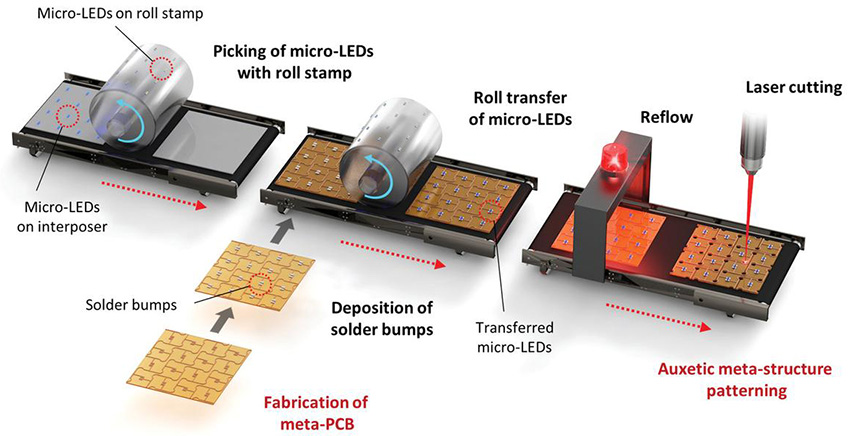 Micro-LEDs on roll stamp
Picking of micro-LEDs
with roll stamp
Micro-LEDs
on interposer
Roll transfer
of micro-LEDs
Reflow
Laser cutting
Solder bumps
Deposition of
solder bumps
Transferred
micro-LEDs
Fabrication of
meta-PCB
Auxetic meta-structure
patterning